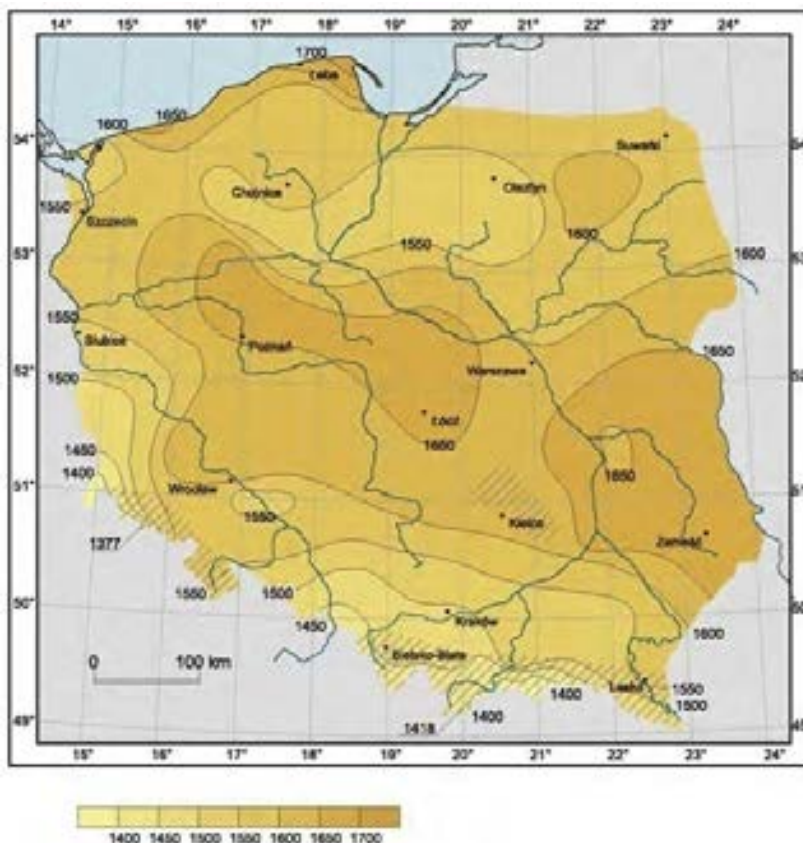 14° 15° 16° 17° 18° 19° 20° 21° 22° 23° 24°
1700
Łeba
1650
1600
54°
Suwałki
Chojnice
Olsztyn
1550
Szczecin
53°
1550
1600
1600
1550
Słubice
Poznań
1650
52°
Warszawa
1500
Łódź
1650
1450
1400
51°
Wrocław
1550
1650
Kielce
Zamość
1377
50°
1550
1500
1450
Kraków
1600
0 100 km
Bielsko-Biała
Lesko
1550
1500
1400
1400
49°
1418
15° 16° 17° 18° 19° 20° 21° 22° 23° 24°
1400 1450 1500 1550 1600 1650 1700